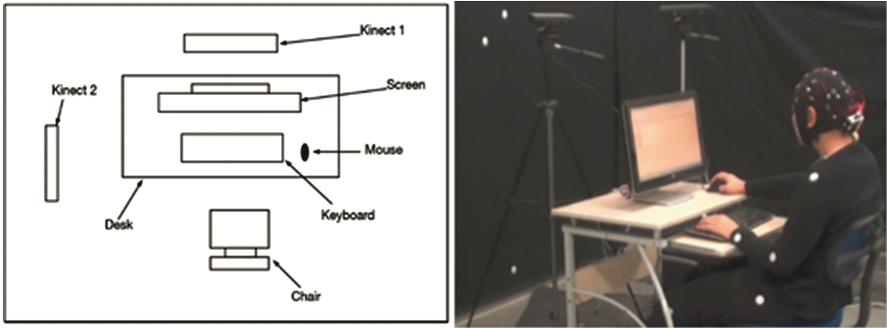 Kinect 1
Kinect 2
Screen
Mouse
Keyboard
Desk
Chair